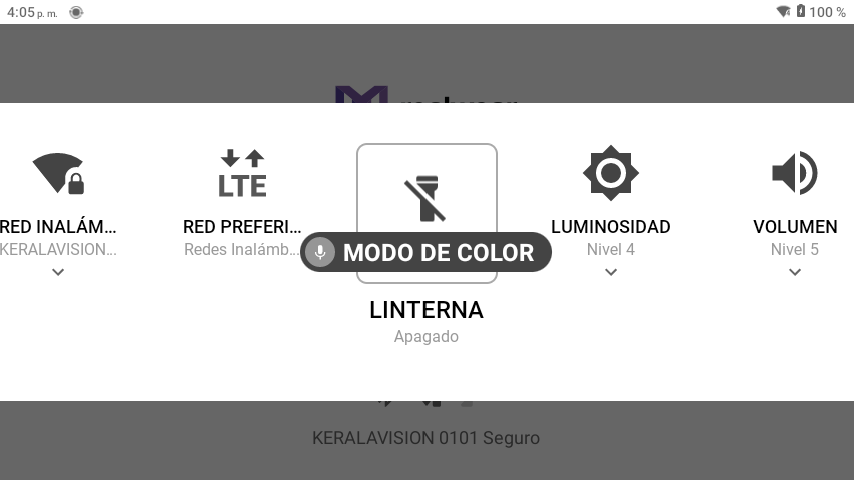 4:05 p. m.
100 %
LTE
RED INALÁM...
RED PREFERI...
LUMINOSIDAD
VOLUMEN
KERALAVISION...
Redes Inalámb...
Nivel 4
Nivel 5
MODO DE COLOR
LINTERNA
Apagado
KERALAVISION 0101 Seguro